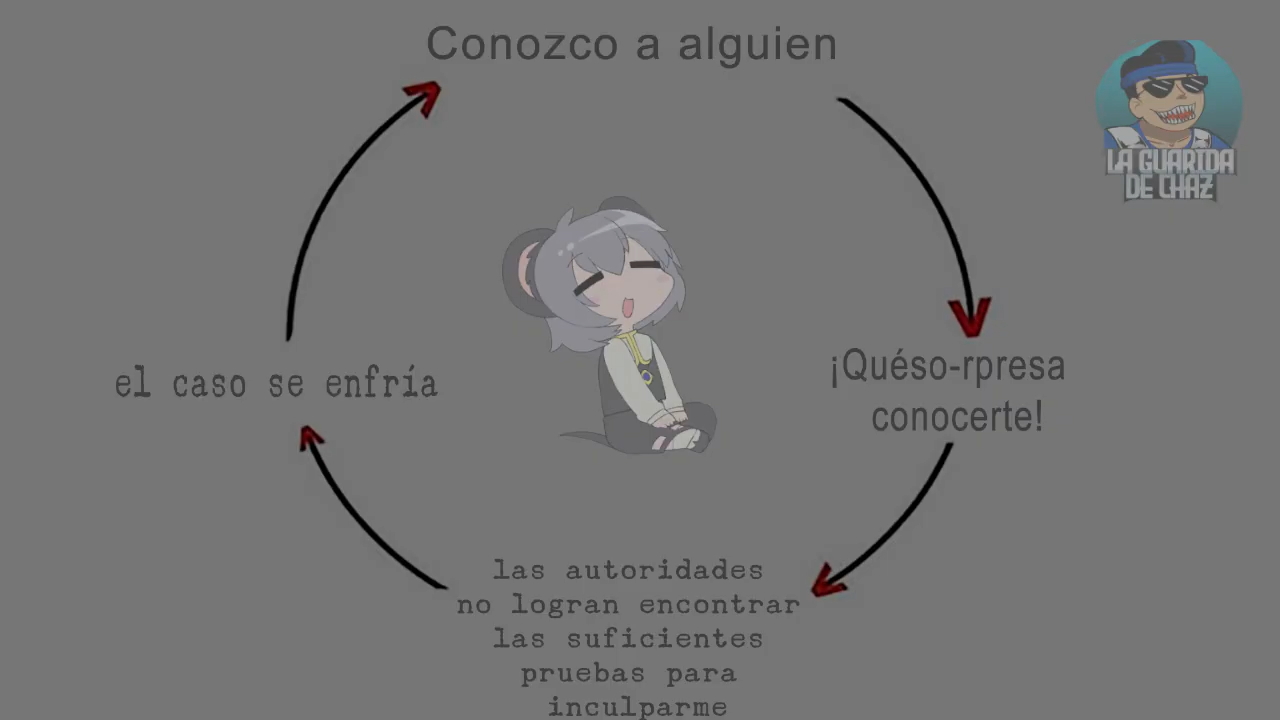 Conozco a alguien
LA GUARIDA
DE CHAZ
¡Quéso-rpresa
conocerte!
el caso se enfría
las autoridades
no logran encontrar
las suficientes
pruebas para
inculparme